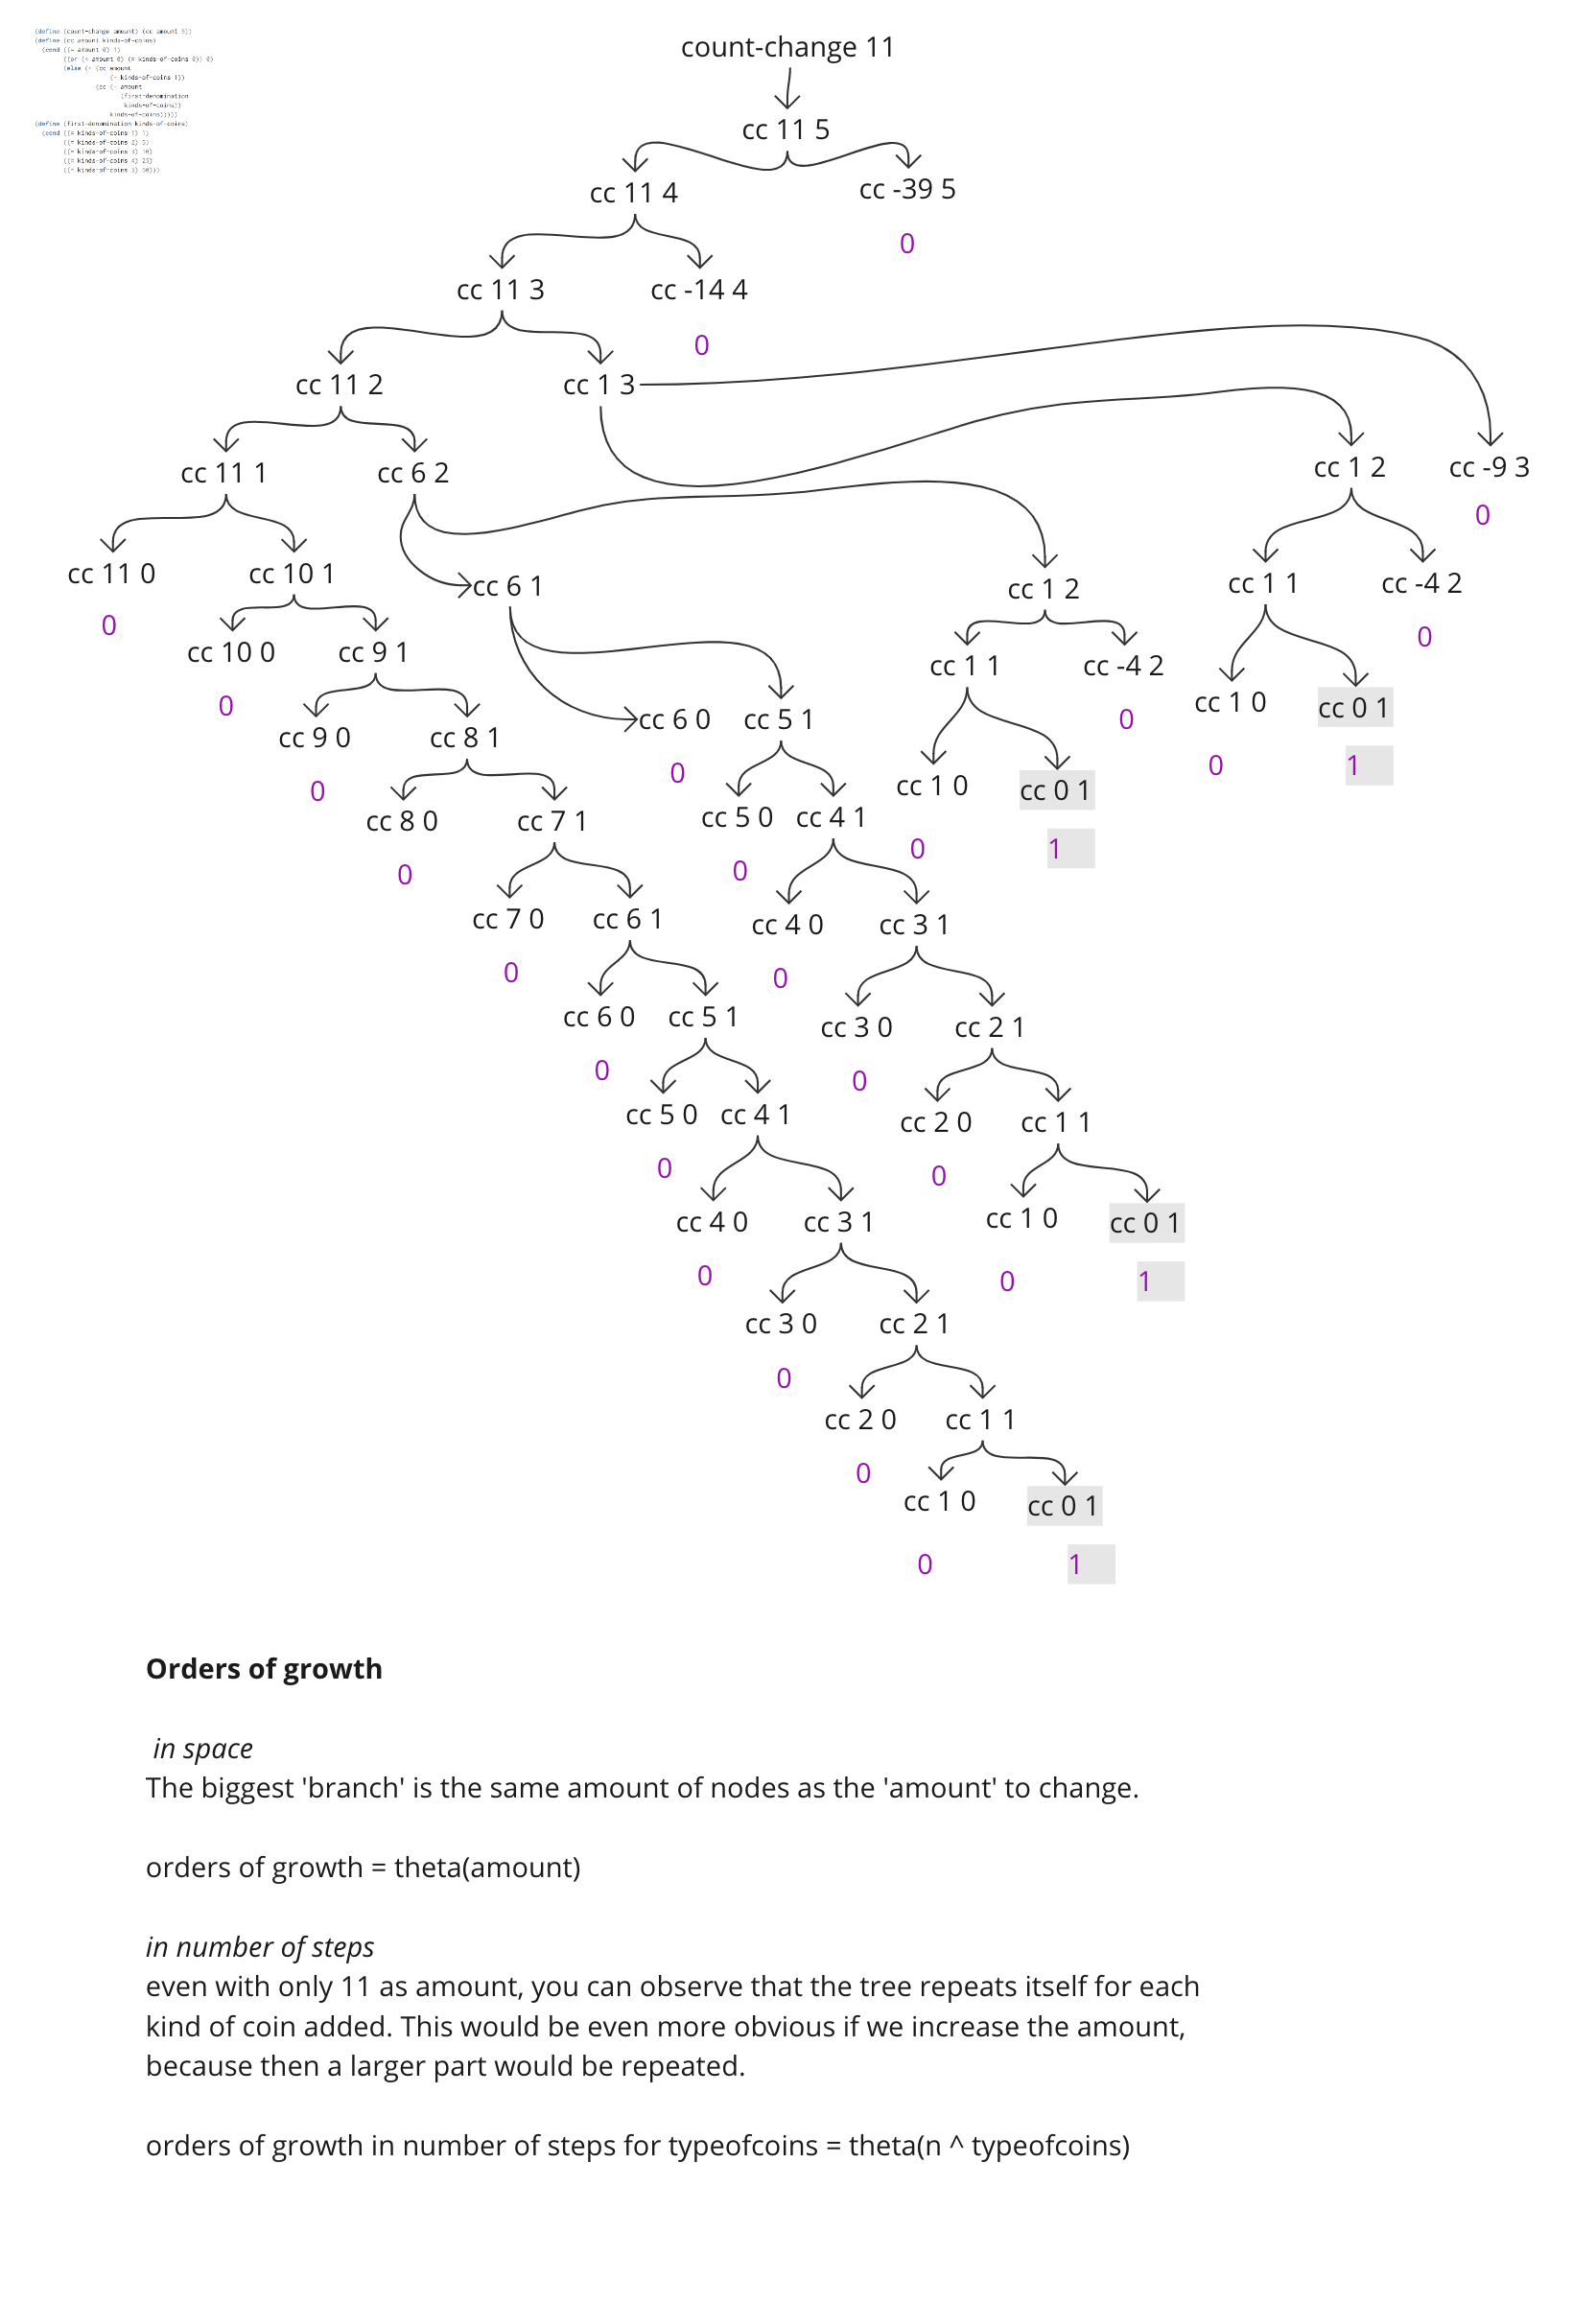 (define (count-change amount) (cc amount 5))
(define (cc amount kinds-of-coins)
(cond ((= amount 0) 1)
((or (< amount 0) (= kinds-of-coins 0)) 0)
(else (+ (cc amount
(- kinds-of-coins 1))
(cc (- amount
(first-denomination
kinds-of-coins))
kinds-of-coins)))))
(define (first-denomination kinds-of-coins)
(cond ((= kinds-of-coins 1) 1)
((= kinds-of-coins 2) 5)
((= kinds-of-coins 3) 10)
((= kinds-of-coins 4) 25)
((= kinds-of-coins 5) 50)))
count-change 11
cc 11 5
cc 11 4
cc -39 5
0
cc 11 3
cc -14 4
0
cc 11 2
cc 1 3
cc 11 1
cc 6 2
cc 1 2
cc -9 3
0
cc 11 0
cc 10 1
cc 6 1
cc 1 2
cc 1 1
cc -4 2
0
0
cc 10 0
cc 9 1
cc 1 1
cc -4 2
0
cc 9 0
cc 8 1
cc 6 0
cc 5 1
0
cc 1 0
cc 0 1
0
0
0
1
cc 8 0
cc 7 1
cc 5 0
cc 4 1
cc 1 0
cc 0 1
0
0
0
1
cc 7 0
cc 6 1
cc 4 0
cc 3 1
0
0
cc 6 0
cc 5 1
cc 3 0
cc 2 1
0
0
cc 5 0
cc 4 1
cc 2 0
cc 1 1
0
0
cc 4 0
cc 3 1
cc 1 0
cc 0 1
0
0
1
cc 3 0
cc 2 1
0
cc 2 0
cc 1 1
0
cc 1 0
cc 0 1
0
1
Orders of growth
in space
The biggest 'branch' is the same amount of nodes as the 'amount' to change.
orders of growth = theta(amount)
in number of steps
even with only 11 as amount, you can observe that the tree repeats itself for each
kind of coin added. This would be even more obvious if we increase the amount,
because then a larger part would be repeated.
orders of growth in number of steps for typeofcoins = theta(n ^ typeofcoins)